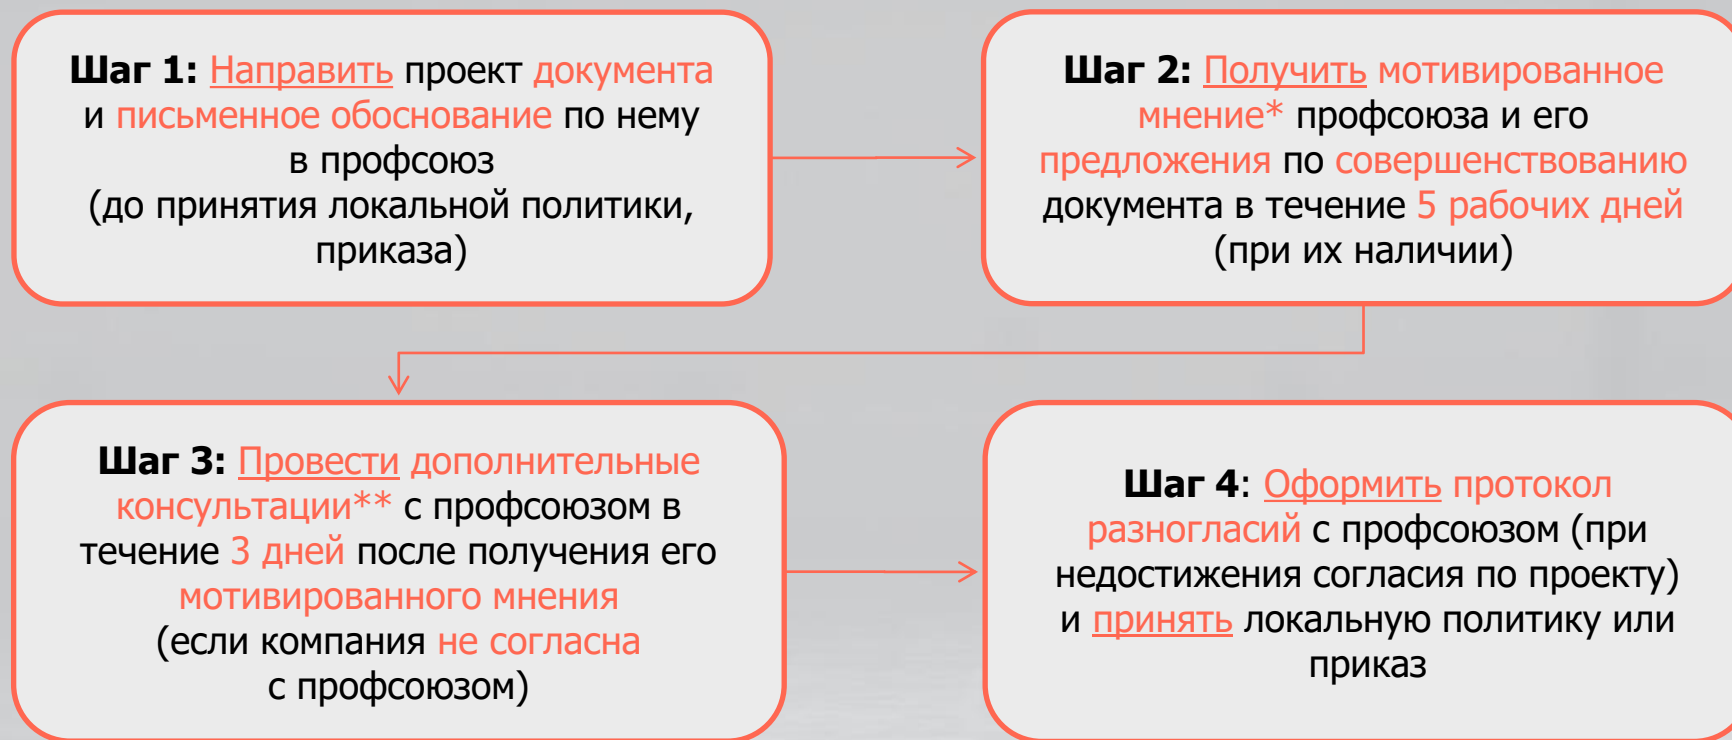 Шаг 1: Направить проект документа
и письменное обоснование по нему
в профсоюз
(до принятия локальной политики,
приказа)
Шаг 2: Получить мотивированное
мнение* профсоюза и его
предложения по совершенствованию
документа в течение 5 рабочих дней
(при их наличии)
Шаг 3: Провести дополнительные
консультации** с профсоюзом в
течение 3 дней после получения его
мотивированного мнения
(если компания не согласна
с профсоюзом)
Шаг 4: Оформить протокол
разногласий с профсоюзом (при
недостижения согласия по проекту)
и принять локальную политику или
приказ